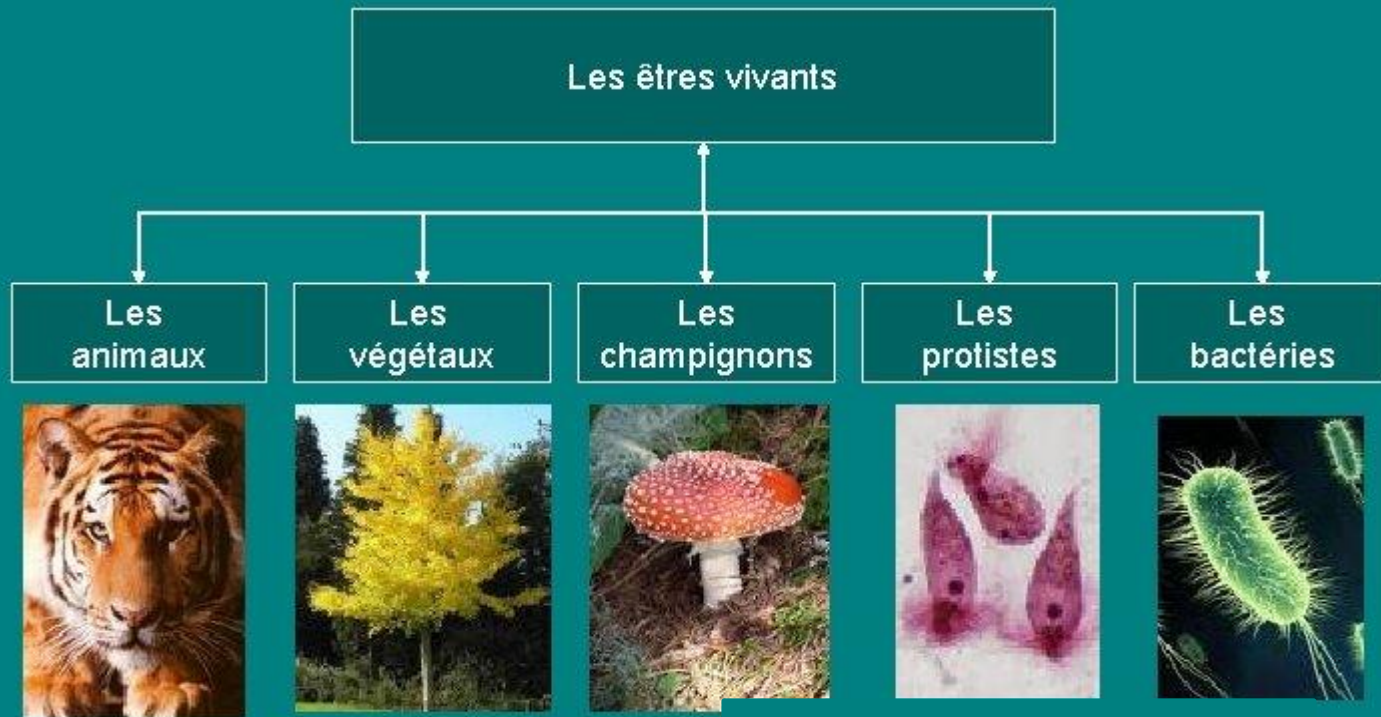 Les êtres vivants
Les
animaux
Les
végétaux
Les
champignons
Les
protistes
Les
bactéries